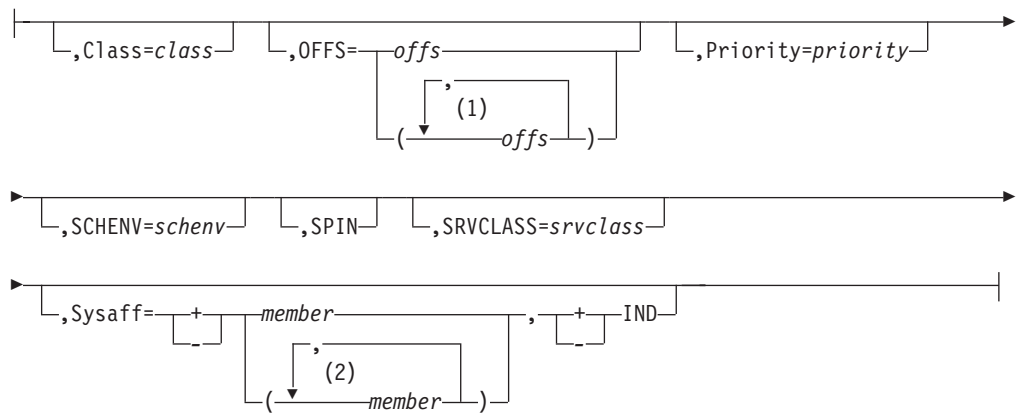 ,Class=class ,OFFS= offs ,Priority=priority
,
(1)
( offs )
,SCHENV=schenv ,SPIN ,SRVCLASS=srvclass
,Sysaff= + member , + IND
- , -
(2)
( member )